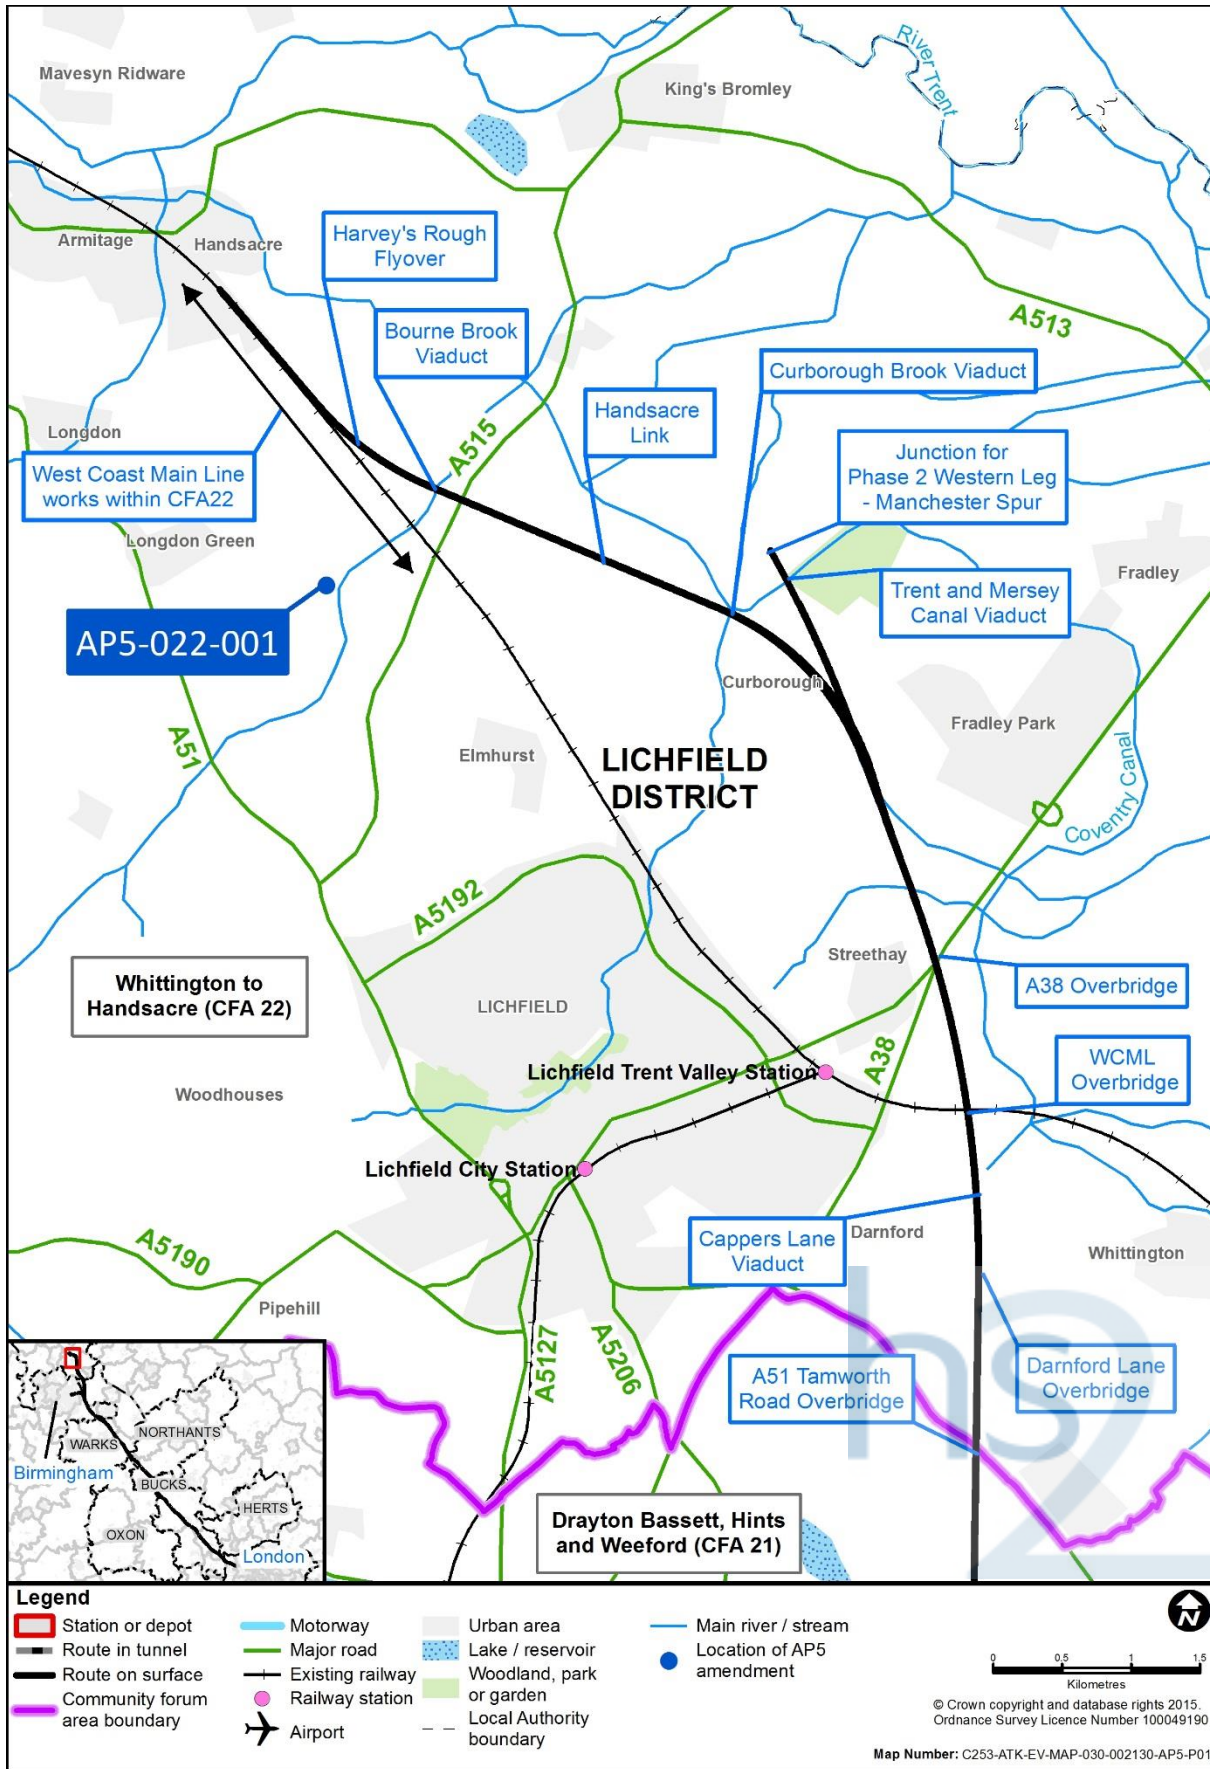 Mavesyn Ridware
King's Bromley
River Trent
Armitage
Handsacre
Harvey's Rough
Flyover
Bourne Brook
Viaduct
A513
Curborough Brook Viaduct
Handsacre
Link
Longdon
A515
Junction for
Phase 2 Western Leg
- Manchester Spur
West Coast Main Line
works within CFA22
Longdon Green
Fradley
Trent and Mersey
Canal Viaduct
AP5-022-001
Curborough
Fradley Park
A51
Elmhurst
LICHFIELD
DISTRICT
Coventry Canal
A5192
Streethay
Whittington to
Handsacre (CFA 22)
LICHFIELD
A38 Overbridge
A38
WCML
Overbridge
Lichfield Trent Valley Station
Woodhouses
Lichfield City Station
Cappers Lane
Viaduct
Darnford
Whittington
A5190
Pipehill
A5127
A5206
A51 Tamworth
Road Overbridge
Darnford Lane
Overbridge
hs2
NORTHANTS
WARKS
Birmingham
BUCKS
HERTS
OXON
London
Drayton Bassett, Hints
and Weeford (CFA 21)
Legend
Station or depot
Route in tunnel
Route on surface
Community forum
area boundary
Motorway
Major road
Existing railway
Railway station
Airport
Urban area
Lake / reservoir
Woodland, park
or garden
Local Authority
boundary
Main river / stream
Location of AP5
amendment
N
0 0.5 1 1.5
Kilometres
© Crown copyright and database rights 2015.
Ordnance Survey Licence Number 100049190
Map Number: C253-ATK-EV-MAP-030-002130-AP5-P01